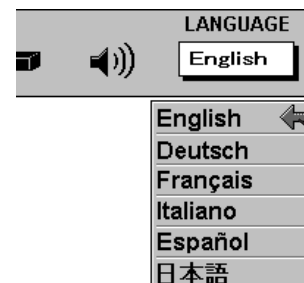 LANGUAGE
English
English
Deutsch
Français
Italiano
Español
日本語